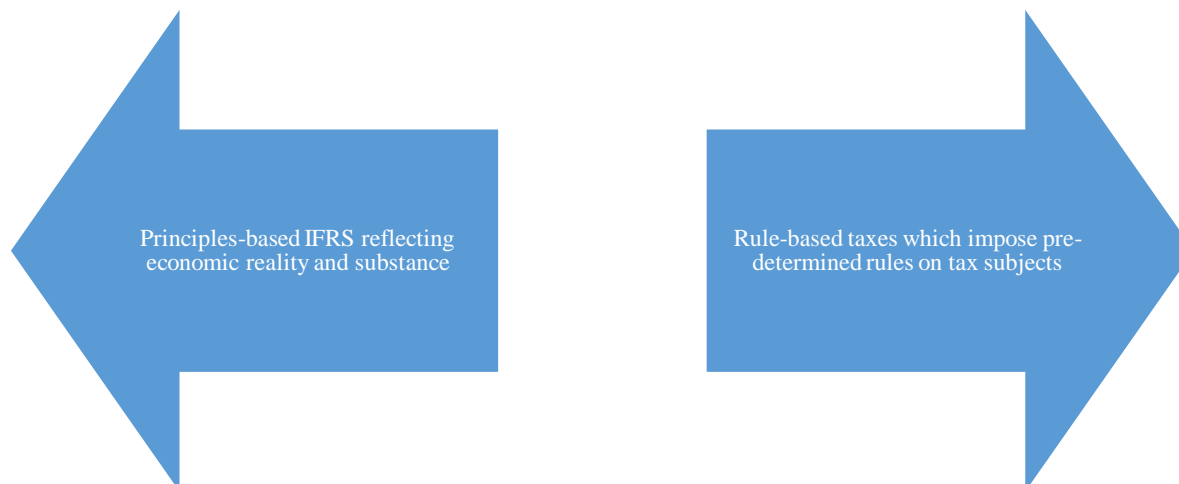 Principles-based IFRS reflecting
economic reality and substance
Rule-based taxes which impose pre-
determined rules on tax subjects